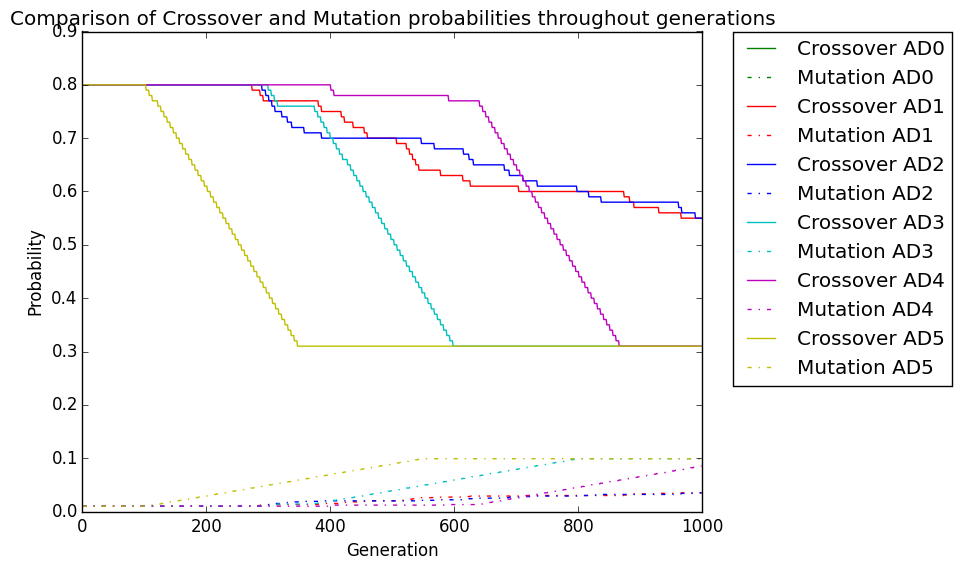 Comparison of Crossover and Mutation probabilities throughout generations
0.9
0.8
0.7
0.6
0.5
0.4
0.3
0.2
0.1
0.0
Probability
0 200 400 600 800 1000
Generation
Crossover AD0
Mutation AD0
Crossover AD1
Mutation AD1
Crossover AD2
Mutation AD2
Crossover AD3
Mutation AD3
Crossover AD4
Mutation AD4
Crossover AD5
Mutation AD5